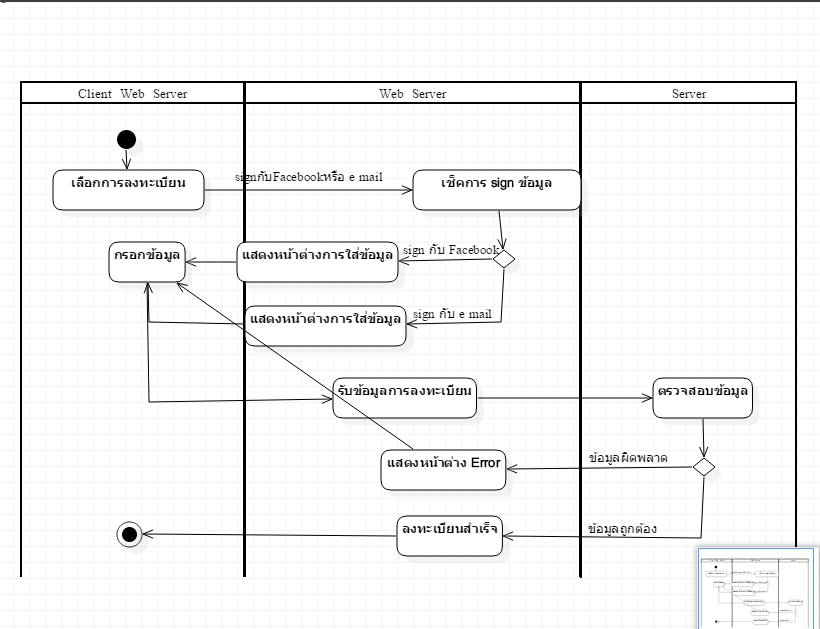 Client Web Server
Web Server
Server
เลือกการลงทะเบียน
signกับFacebookหรือ e mail
เช็คการ sign ข้อมูล
กรอกข้อมูล
แสดงหน้าต่างการใส่ข้อมูล
sign กับ Facebook
แสดงหน้าต่างการใส่ข้อมูล
sign กับ e mail
รับข้อมูลการลงทะเบียน
ตรวจสอบข้อมูล
แสดงหน้าต่าง Error
ข้อมูลผิดพลาด
ลงทะเบียนสำเร็จ
ข้อมูลถูกต้อง